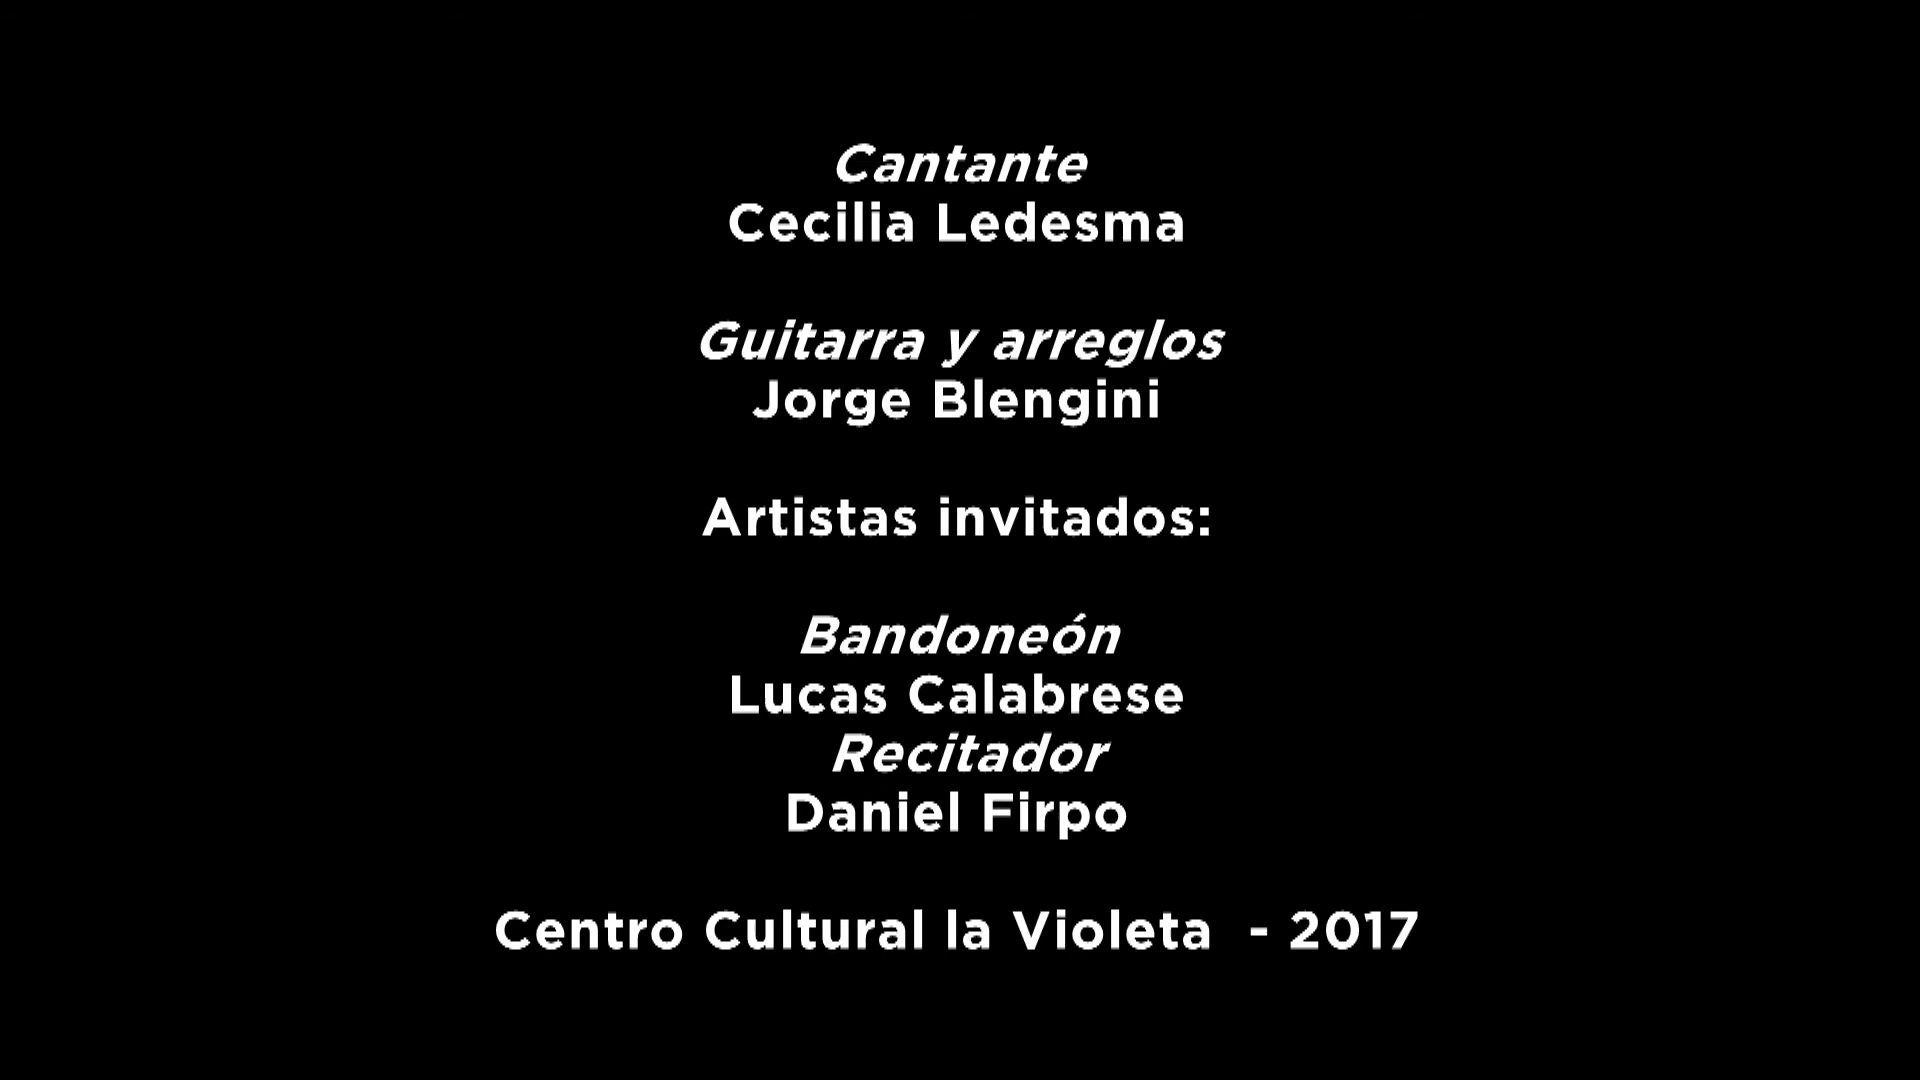 Cantante
Cecilia Ledesma
Guitarra y arreglos
Jorge Blengini
Artistas invitados:
Bandoneón
Lucas Calabrese
Recitador
Daniel Firpo
Centro Cultural la Violeta - 2017